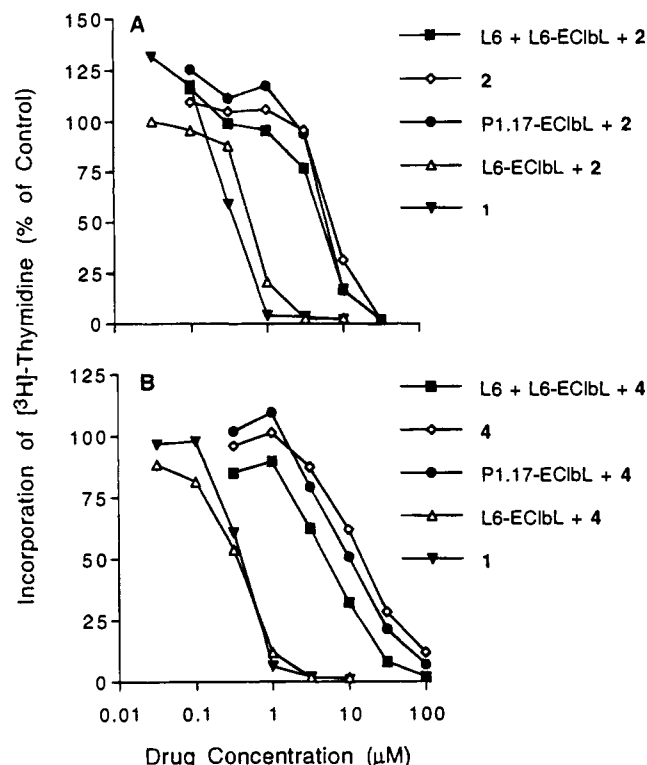 A
150
125
100
75
50
25
0
L6 + L6-EClbL + 2
2
P1.17-EClbL + 2
L6-EClbL + 2
1
Incorporation of [³H]-Thymidine (% of Control)
B
125
100
75
50
25
0
L6 + L6-EClbL + 4
4
P1.17-EClbL + 4
L6-EClbL + 4
1
0.01 0.1 1 10 100
Drug Concentration (μM)